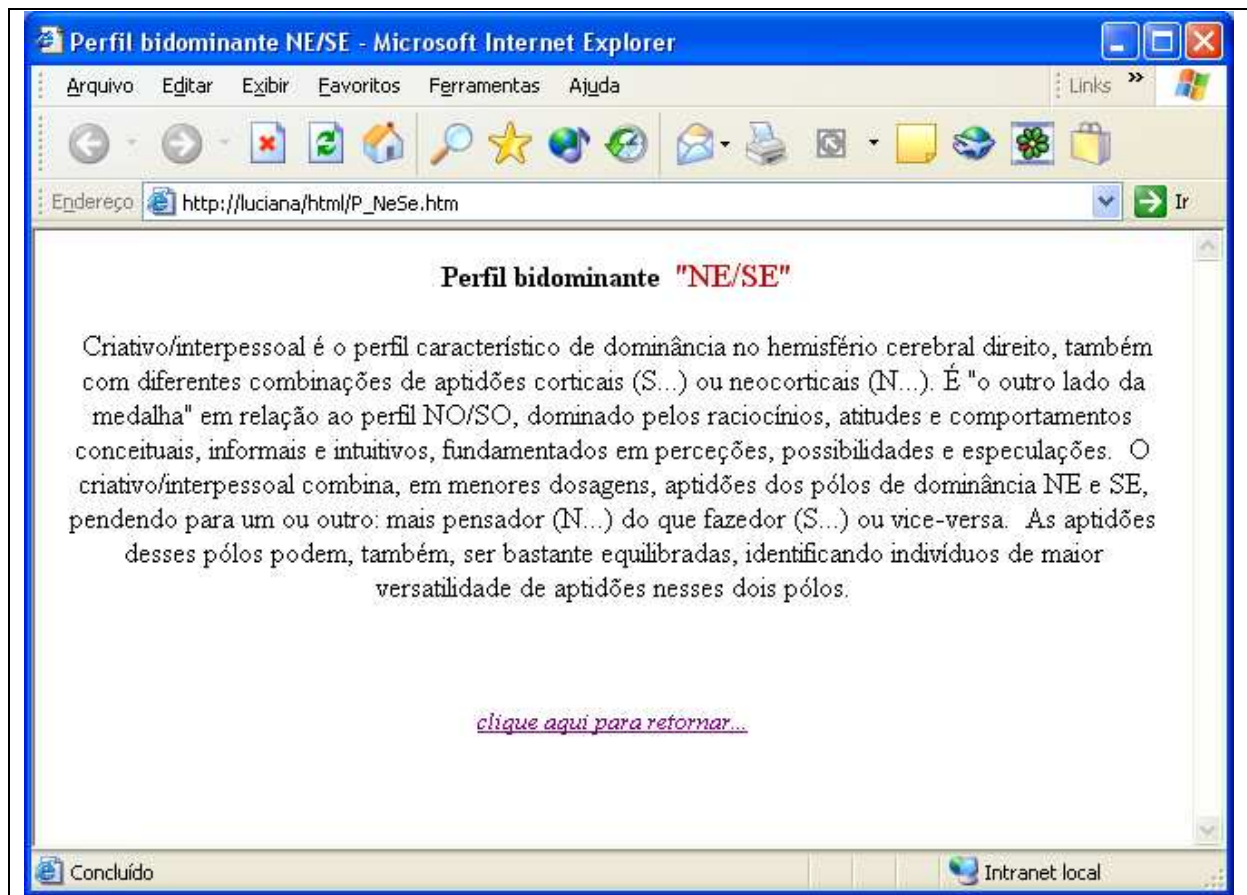 Perfil bidominante NE/SE - Microsoft Internet Explorer
Arquivo Editar Exibir Favoritos Ferramentas Ajuda Links »
Endereço http://luciana/html/P_NeSe.htm Ir
Perfil bidominante "NE/SE"
Criativo/interpessoal é o perfil característico de dominância no hemisfério cerebral direito, também
com diferentes combinações de aptidões corticais (S...) ou neocorticais (N...). É "o outro lado da
medalha" em relação ao perfil NO/SO, dominado pelos raciocínios, atitudes e comportamentos
conceituais, informais e intuitivos, fundamentados em perceções, possibilidades e especulações. O
criativo/interpessoal combina, em menores dosagens, aptidões dos pólos de dominância NE e SE,
pendendo para um ou outro: mais pensador (N...) do que fazedor (S...) ou vice-versa. As aptidões
desses pólos podem, também, ser bastante equilibradas, identificando indivíduos de maior
versatilidade de aptidões nesses dois pólos.
clique aqui para retornar...
Concluído Intranet local